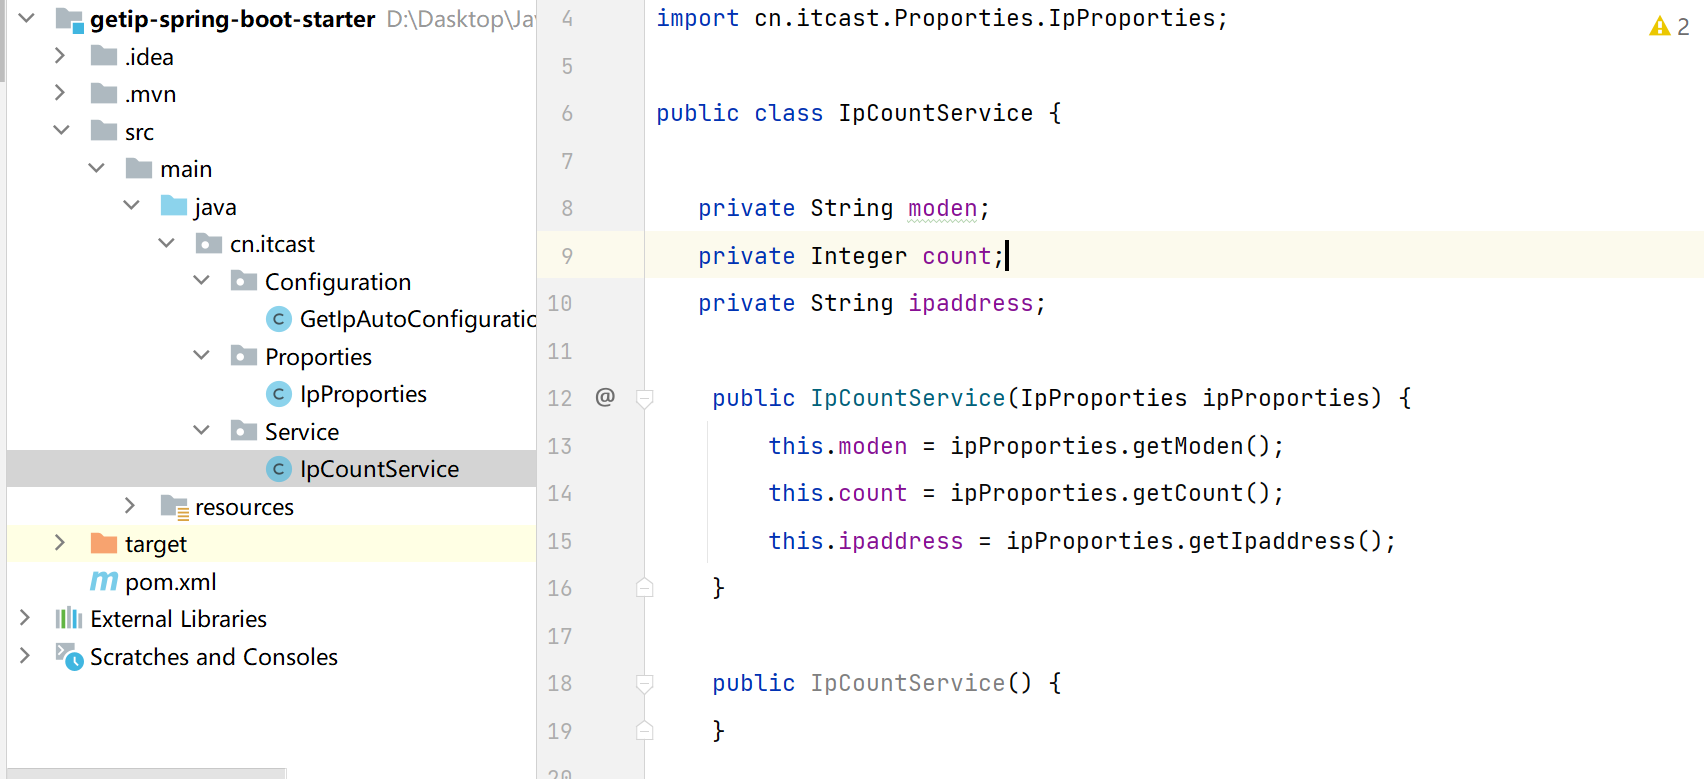 getip-spring-boot-starter D:\Dasktop\Jav
.idea
.mvn
src
main
java
cn.itcast
Configuration
GetIpAutoConfiguratio
Proporties
IpProporties
Service
IpCountService
resources
target
pom.xml
External Libraries
Scratches and Consoles
2
4 import cn.itcast.Proporties.IpProporties;
5
6 public class IpCountService {
7
8 private String moden;
9 private Integer count;
10 private String ipaddress;
11
12 @ public IpCountService(IpProporties ipProporties) {
13 this.moden = ipProporties.getModen();
14 this.count = ipProporties.getCount();
15 this.ipaddress = ipProporties.getIpaddress();
16 }
17
18 public IpCountService() {
19 }
20